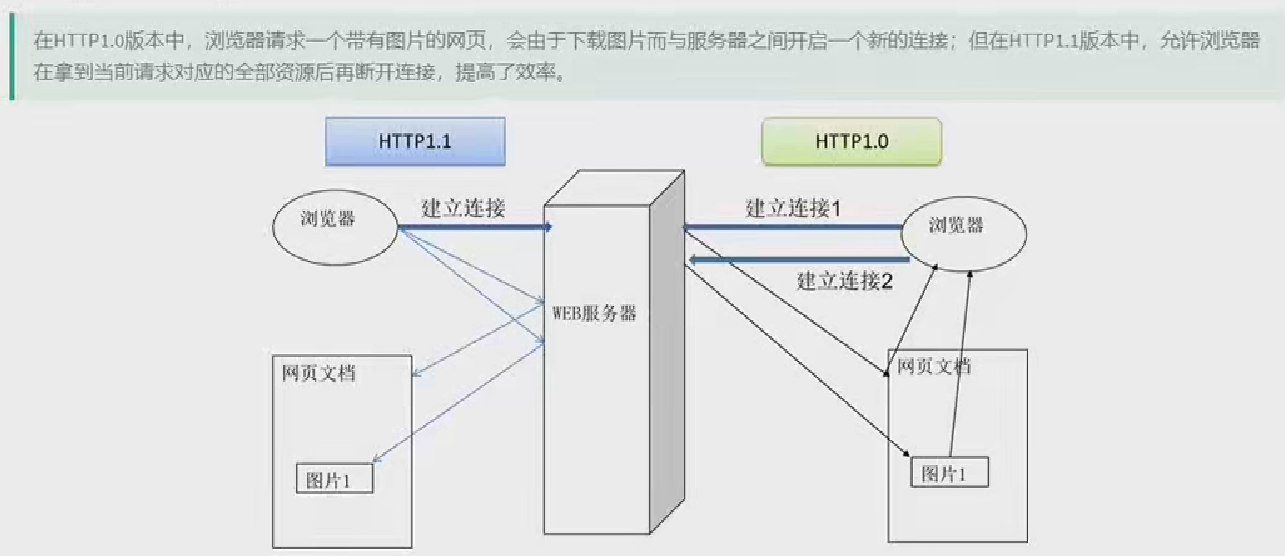 在HTTP1.0版本中，浏览器请求一个带有图片的网页，会由于下载图片而与服务器之间开启一个新的连接；但在HTTP1.1版本中，允许浏览器
在拿到当前请求对应的全部资源后再断开连接，提高了效率。
HTTP1.1
HTTP1.0
浏览器
建立连接
建立连接1
浏览器
建立连接2
WEB服务器
网页文档
网页文档
图片1
图片1